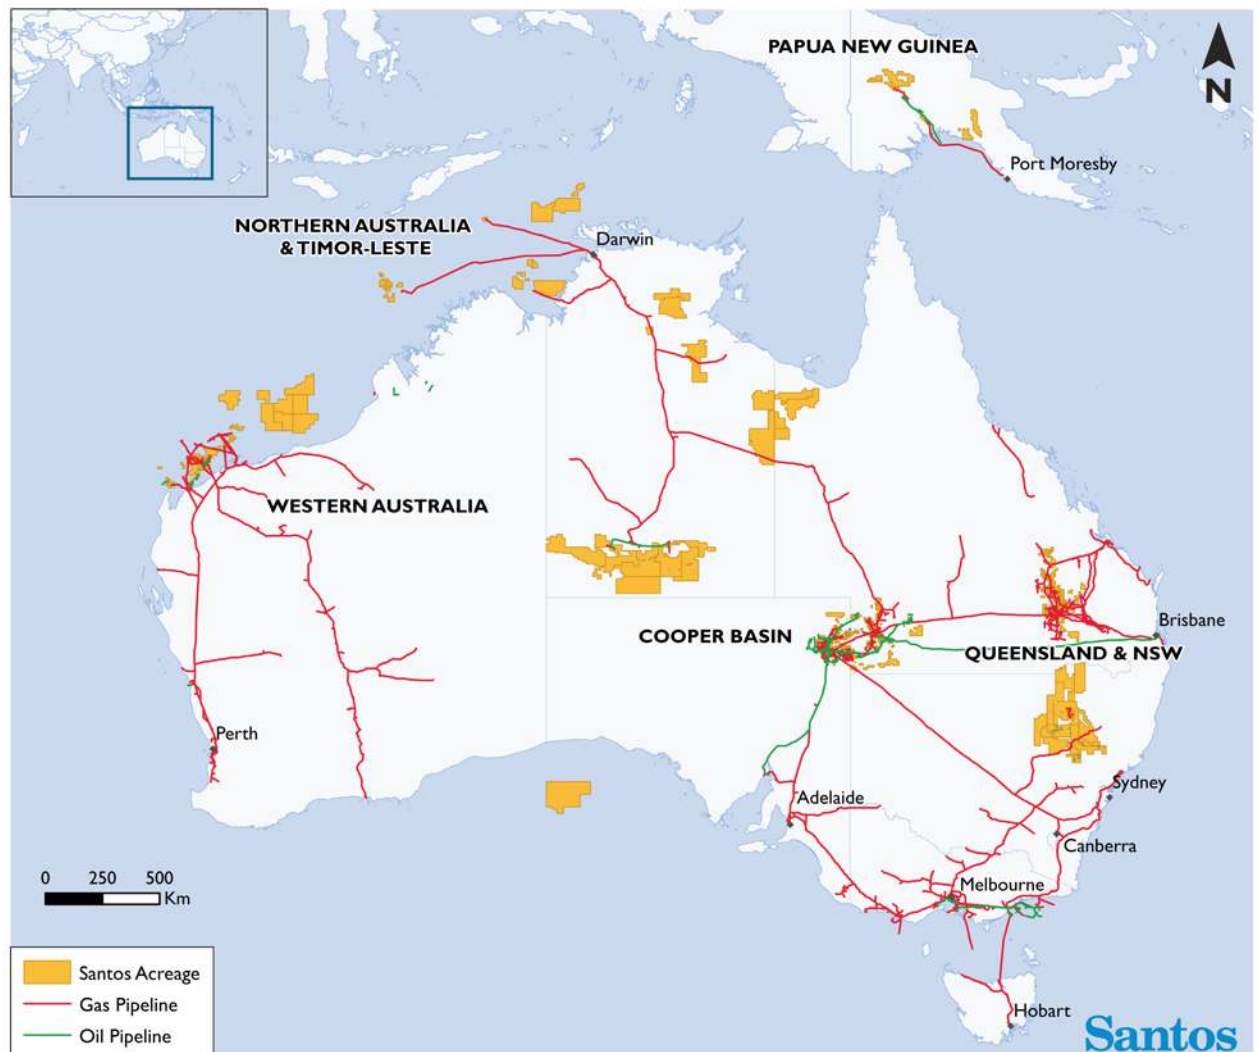 PAPUA NEW GUINEA
N
Port Moresby
NORTHERN AUSTRALIA
& TIMOR-LESTE
Darwin
WESTERN AUSTRALIA
COOPER BASIN
Brisbane
QUEENSLAND & NSW
Perth
Adelaide
Sydney
Canberra
Melbourne
0 250 500
Km
Santos Acreage
Gas Pipeline
Oil Pipeline
Hobart
Santos